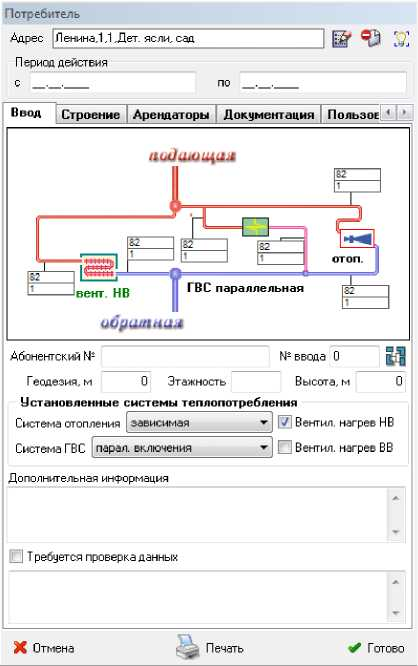 Потребитель
Адрес Ленина,1,1,Дет. ясли, сад
Период действия
с __.__.____ по __.__.____
Ввод Строение Арендаторы Документация Пользов
подающая
82
1
82
1
82
1
82
1
82
1
отоп.
82
1
вент. НВ
ГВС параллельная
обратная
Абонентский № № ввода 0
Геодезия, м 0 Этажность Высота, м 0
Установленные системы теплопотребления
Система отопления зависимая Вентил. нагрев НВ
Система ГВС парал. включения Вентил. нагрев ВВ
Дополнительная информация
Требуется проверка данных
Отмена Печать Готово